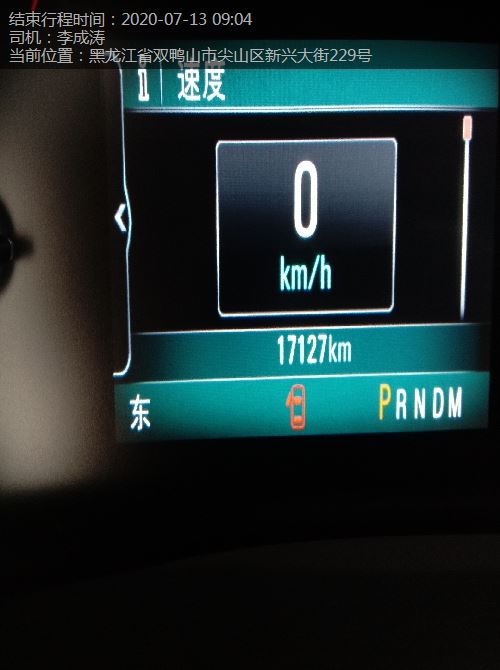 结束行程时间：2020-07-13 09:04
司机：李成涛
当前位置：黑龙江省双鸭山市尖山区新兴大街229号
i 速度
0
km/h
17127km
东 PRNDM